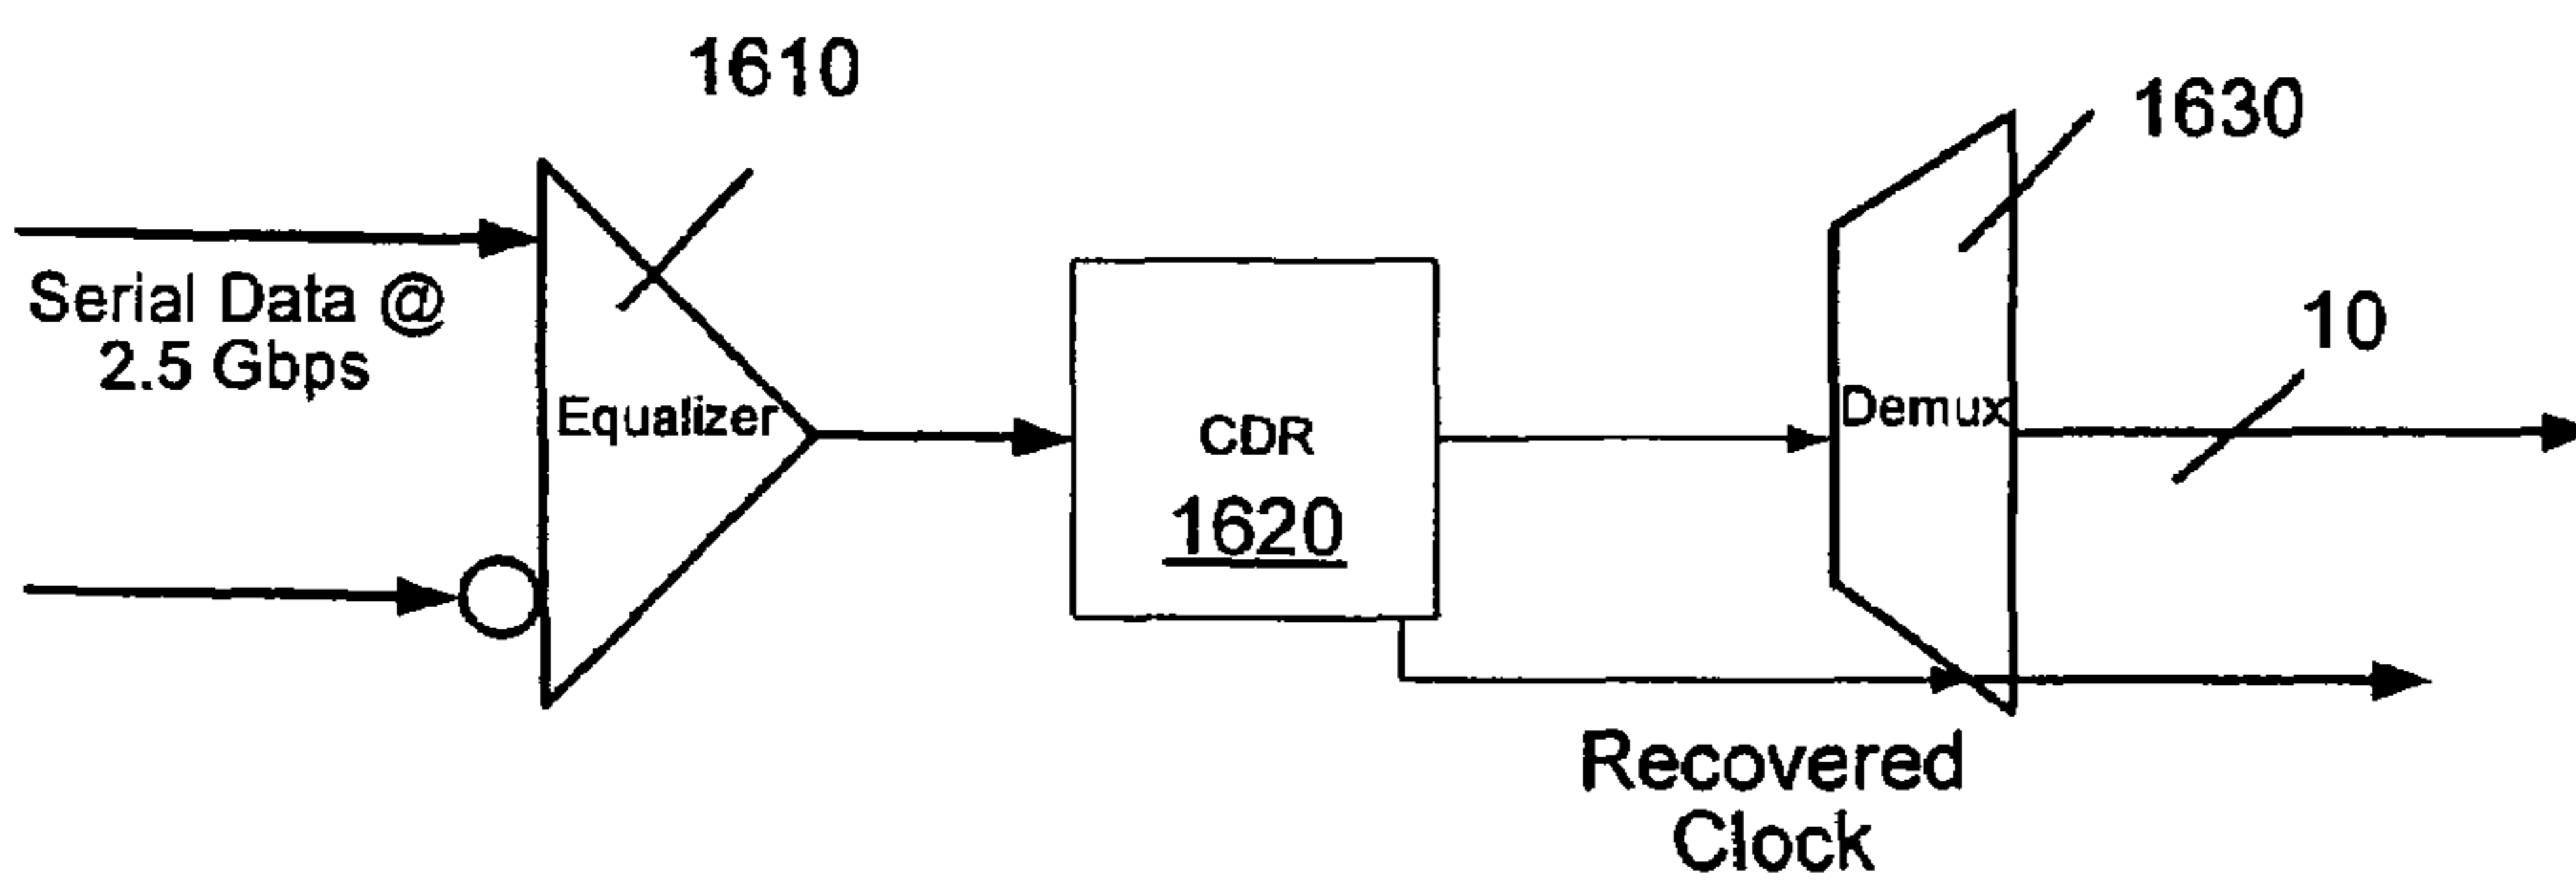 1610
1630
Serial Data @
2.5 Gbps
10
Equalizer
CDR
1620
Demux
Recovered
Clock